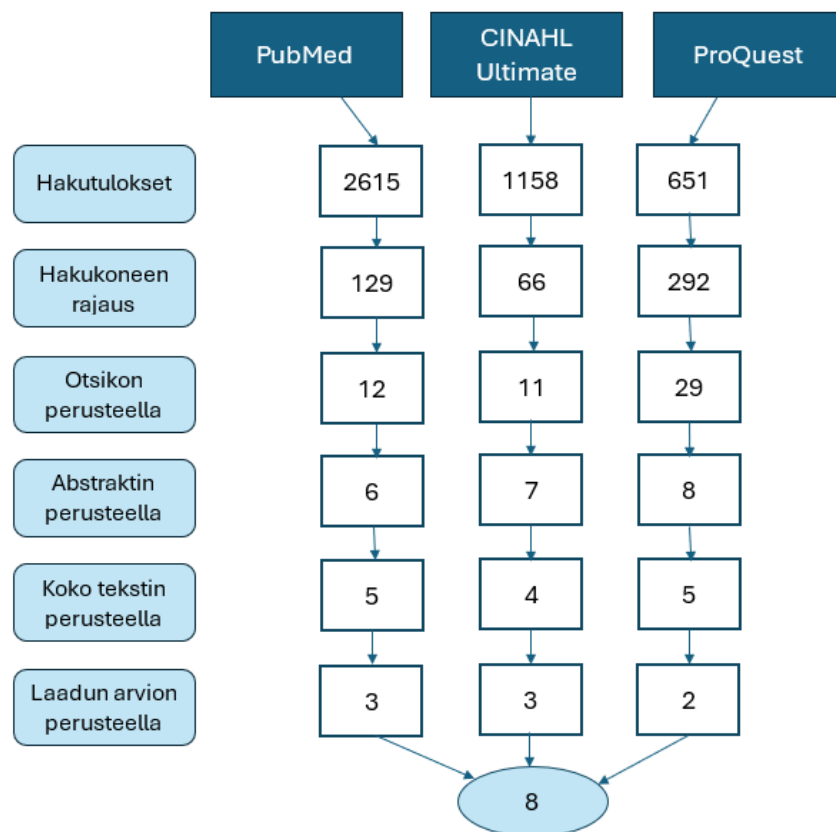 PubMed
CINAHL
Ultimate
ProQuest
Hakutulokset
2615
1158
651
Hakukoneen
rajaus
129
66
292
Otsikon
perusteella
12
11
29
Abstraktin
perusteella
6
7
8
Koko tekstin
perusteella
5
4
5
Laadun arvion
perusteella
3
3
2
8